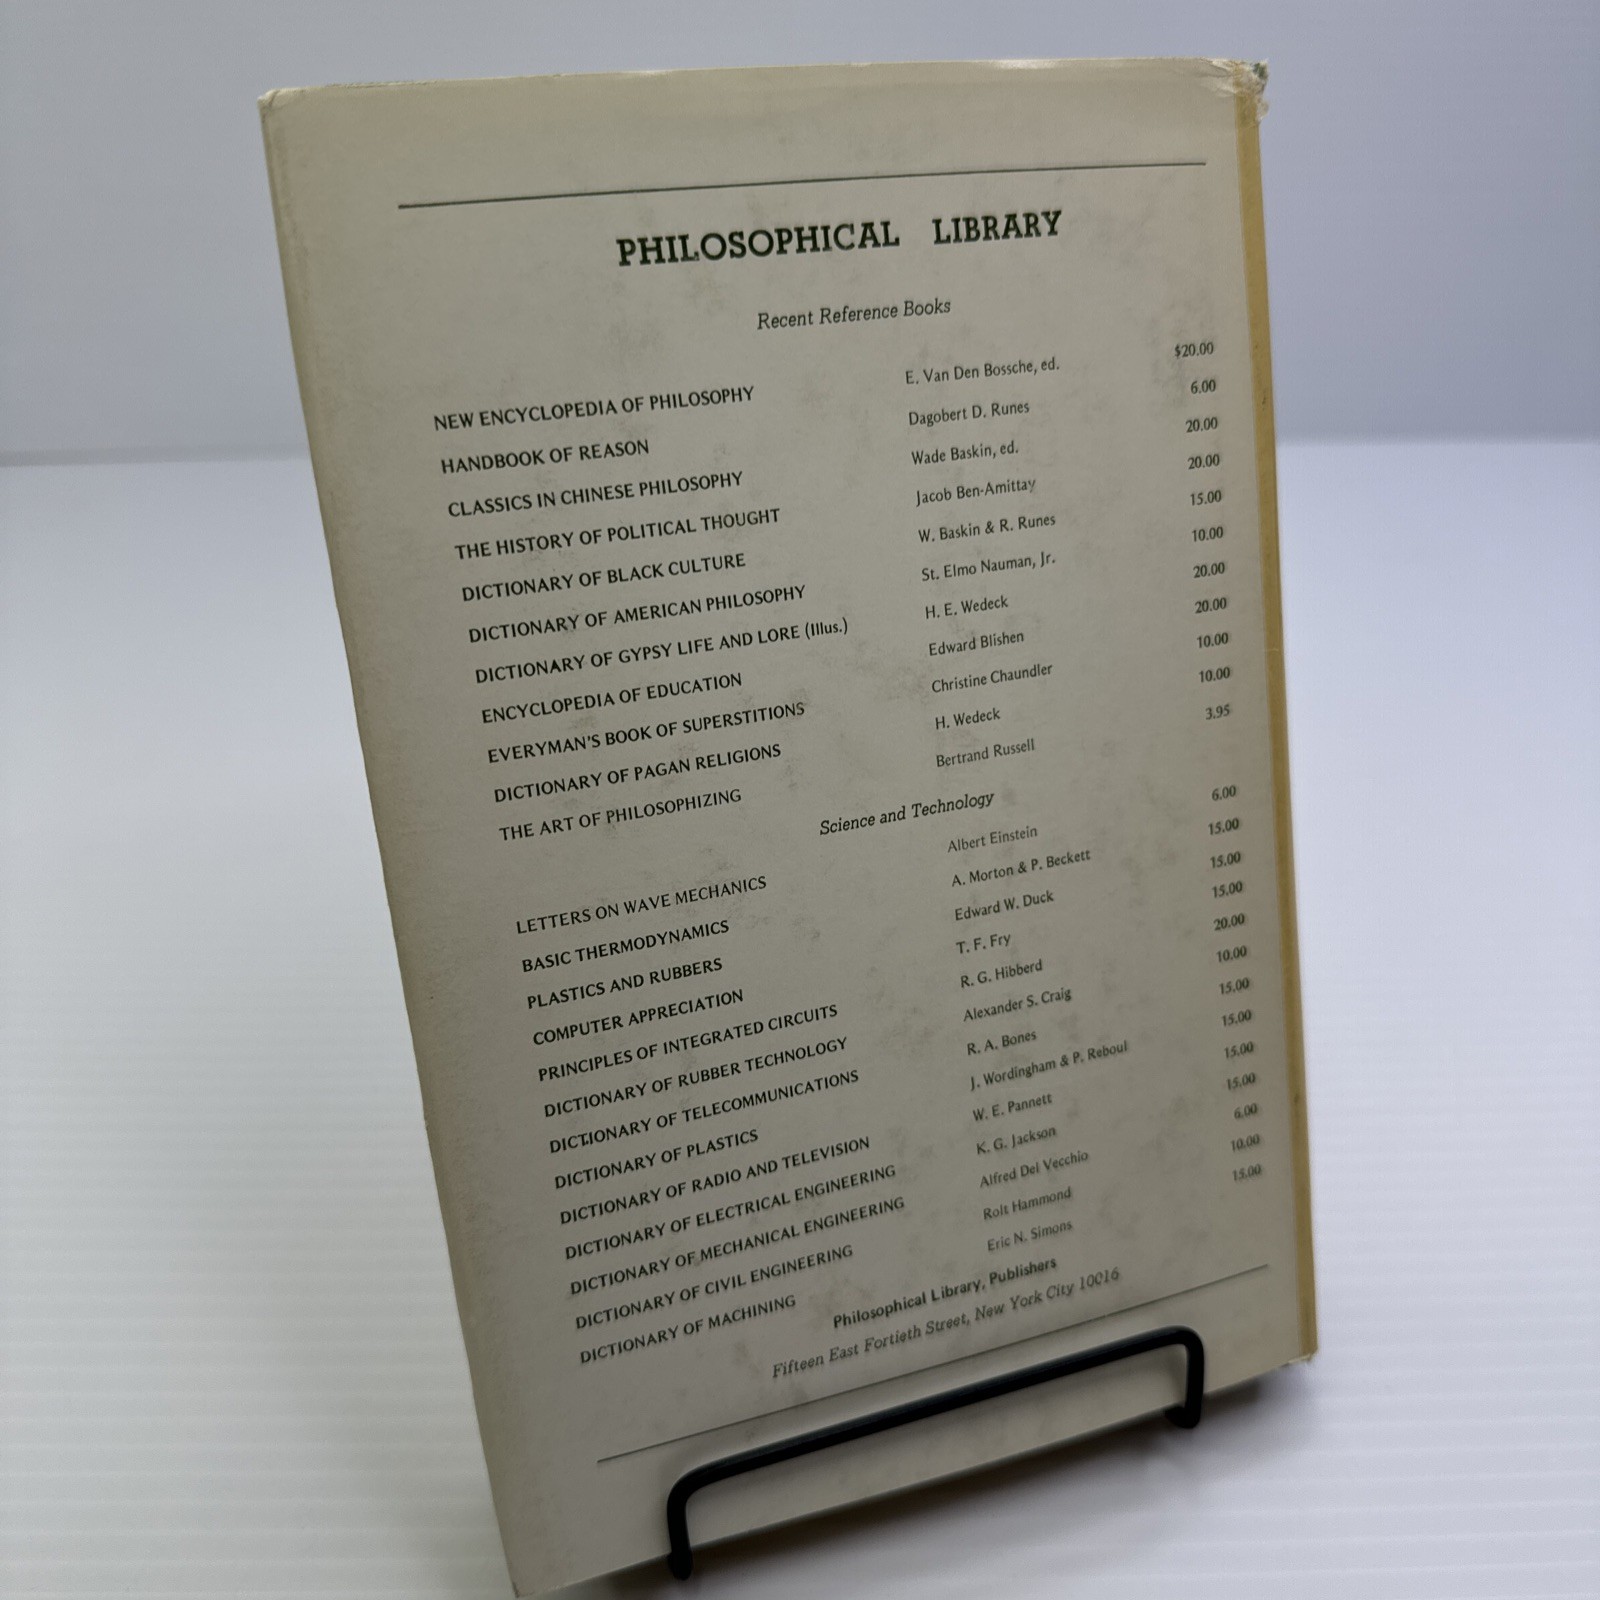 PHILOSOPHICAL LIBRARY
Recent Reference Books
NEW ENCYCLOPEDIA OF PHILOSOPHY E. Van Den Bossche, ed. $20.00
HANDBOOK OF REASON Dagobert D. Runes 6.00
CLASSICS IN CHINESE PHILOSOPHY Wade Baskin, ed. 20.00
THE HISTORY OF POLITICAL THOUGHT Jacob Ben-Amittay 20.00
DICTIONARY OF BLACK CULTURE W. Baskin & R. Runes 15.00
DICTIONARY OF AMERICAN PHILOSOPHY St. Elmo Nauman, Jr. 10.00
DICTIONARY OF GYPSY LIFE AND LORE (Illus.) H. E. Wedeck 20.00
ENCYCLOPEDIA OF EDUCATION Edward Blishen 20.00
EVERYMAN'S BOOK OF SUPERSTITIONS Christine Chaundler 10.00
DICTIONARY OF PAGAN RELIGIONS H. Wedeck 10.00
THE ART OF PHILOSOPHIZING Bertrand Russell 3.95
Science and Technology
LETTERS ON WAVE MECHANICS Albert Einstein 6.00
BASIC THERMODYNAMICS A. Morton & P. Beckett 15.00
PLASTICS AND RUBBERS Edward W. Duck 15.00
COMPUTER APPRECIATION T. F. Fry 15.00
PRINCIPLES OF INTEGRATED CIRCUITS R. G. Hibberd 20.00
DICTIONARY OF RUBBER TECHNOLOGY Alexander S. Craig 10.00
DICTIONARY OF TELECOMMUNICATIONS R. A. Bones 15.00
DICTIONARY OF PLASTICS J. Wordingham & P. Reboul 15.00
DICTIONARY OF RADIO AND TELEVISION W. E. Pannett 15.00
DICTIONARY OF ELECTRICAL ENGINEERING K. G. Jackson 15.00
DICTIONARY OF MECHANICAL ENGINEERING Alfred Del Vecchio 6.00
DICTIONARY OF CIVIL ENGINEERING Rolt Hammond 10.00
DICTIONARY OF MACHINING Eric N. Simons 15.00
Philosophical Library, Publishers
Fifteen East Fortieth Street, New York City 10016